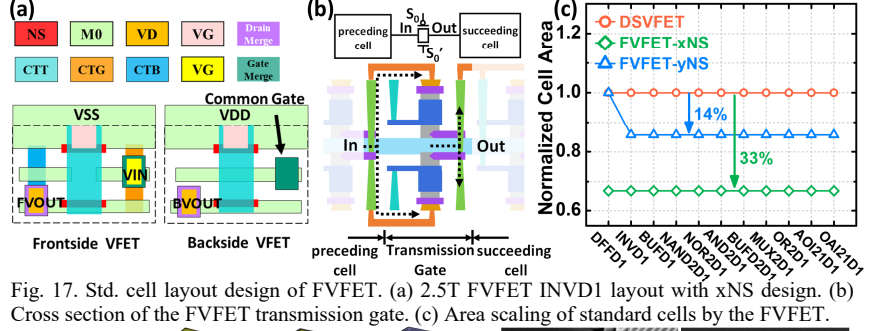 (a)
NS M0 VD VG Drain Merge
CTT CTG CTB VG Gate Merge
Common Gate
VSS VDD
VIN
FVOUT BVOUT
Frontside VFET Backside VFET
(b)
S₀ S₀′
In Out
preceding cell
succeeding cell
In Out
preceding cell
Transmission Gate
succeeding cell
(c)
DSVFET
FVFET-xNS
FVFET-yNS
Normalized Cell Area
1.2
1.0
0.8
0.6
14%
33%
DFFD1 INVD1 BUFD1 NAND2D1 NOR2D1 AND2D1 BUFD2D1 MUX2D1 OR2D1 AOI21D1 OAI21D1
Fig. 17. Std. cell layout design of FVFET. (a) 2.5T FVFET INVD1 layout with xNS design. (b)
Cross section of the FVFET transmission gate. (c) Area scaling of standard cells by the FVFET.